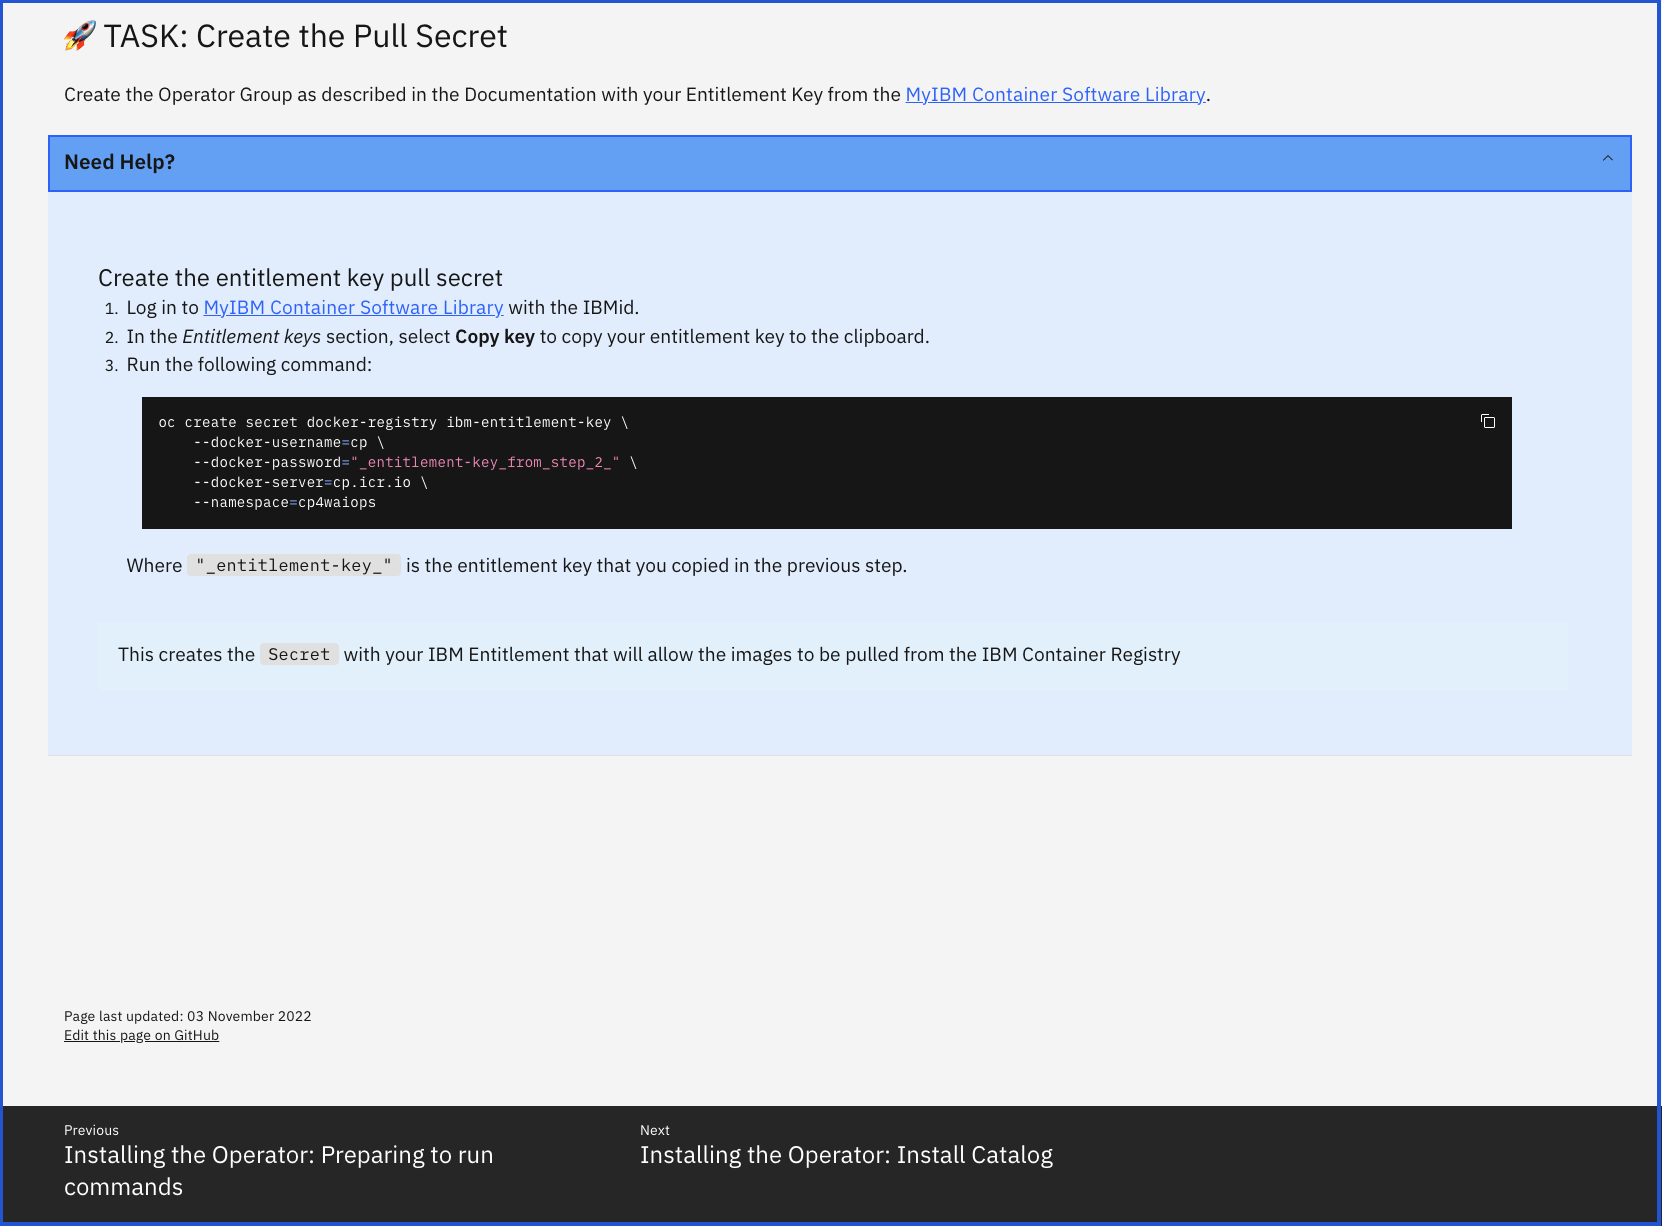 🚀 TASK: Create the Pull Secret
Create the Operator Group as described in the Documentation with your Entitlement Key from the MyIBM Container Software Library.
Need Help?
Create the entitlement key pull secret
1. Log in to MyIBM Container Software Library with the IBMid.
2. In the Entitlement keys section, select Copy key to copy your entitlement key to the clipboard.
3. Run the following command:
oc create secret docker-registry ibm-entitlement-key \
    --docker-username=cp \
    --docker-password="_entitlement-key_from_step_2_" \
    --docker-server=cp.icr.io \
    --namespace=cp4waiops
Where "_entitlement-key_" is the entitlement key that you copied in the previous step.
This creates the Secret with your IBM Entitlement that will allow the images to be pulled from the IBM Container Registry
Page last updated: 03 November 2022
Edit this page on GitHub
Previous
Installing the Operator: Preparing to run
commands
Next
Installing the Operator: Install Catalog